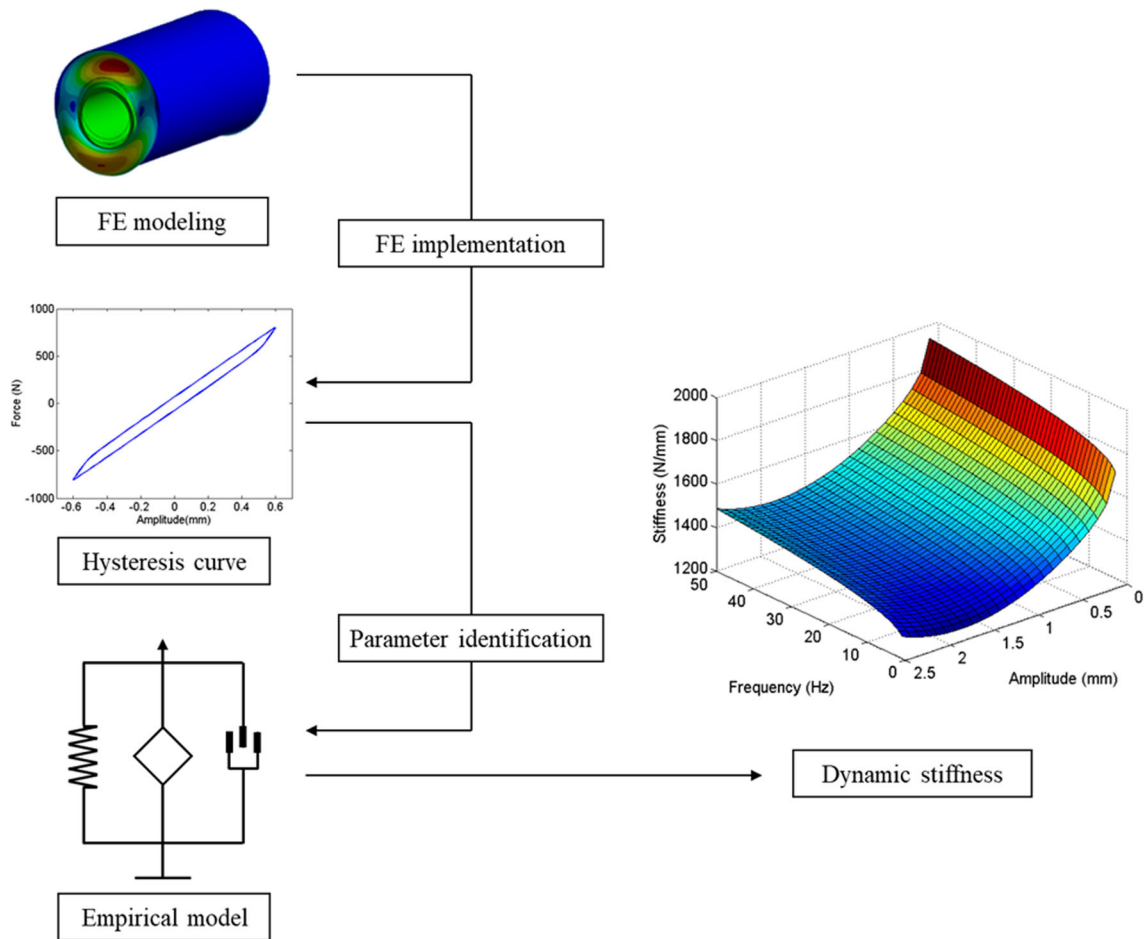 FE modeling
FE implementation
1000
500
0
-500
-1000
Force (N)
-0.6 -0.4 -0.2 0 0.2 0.4 0.6
Amplitude(mm)
Hysteresis curve
Parameter identification
Empirical model
2000
1800
1600
1400
1200
Stiffness (N/mm)
50 40 30 20 10 0
Frequency (Hz)
2.5 2 1.5 1 0.5 0
Amplitude (mm)
Dynamic stiffness